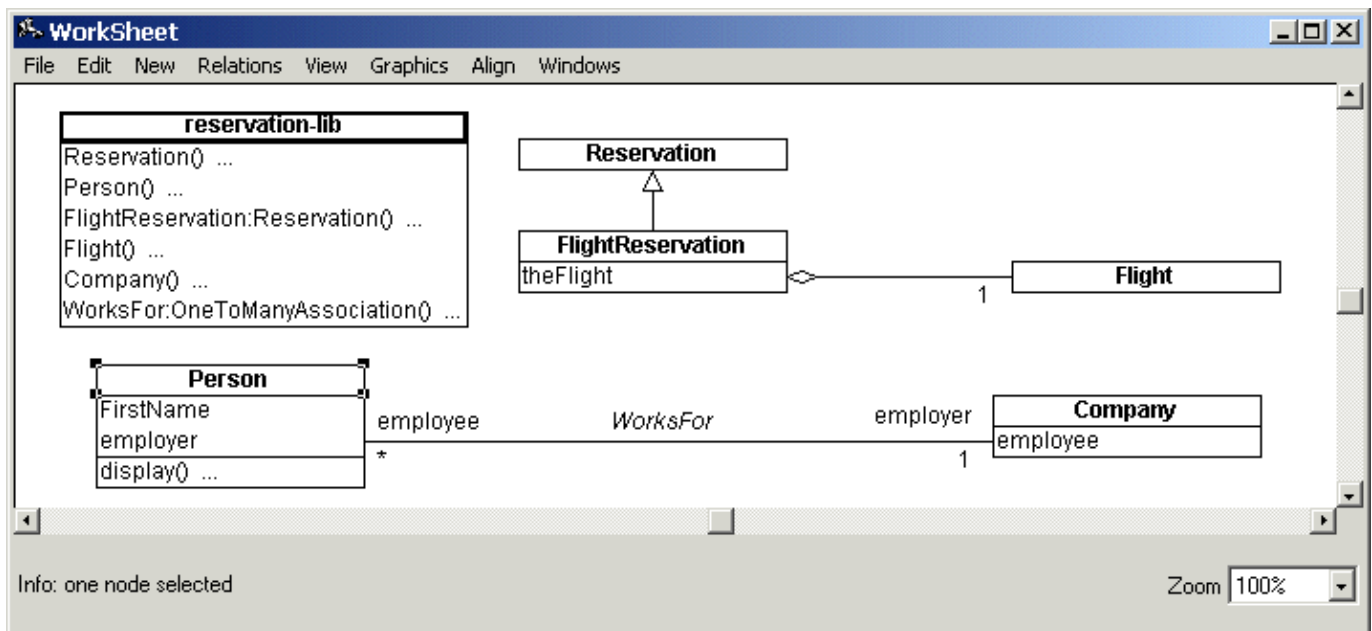 WorkSheet
File Edit New Relations View Graphics Align Windows
reservation-lib
Reservation() ...
Person() ...
FlightReservation:Reservation() ...
Flight() ...
Company() ...
WorksFor:OneToManyAssociation() ...
Reservation
FlightReservation
theFlight
1
Flight
Person
FirstName
employer
display() ...
employee
*
WorksFor
employer
1
Company
employee
Info: one node selected
Zoom 100%